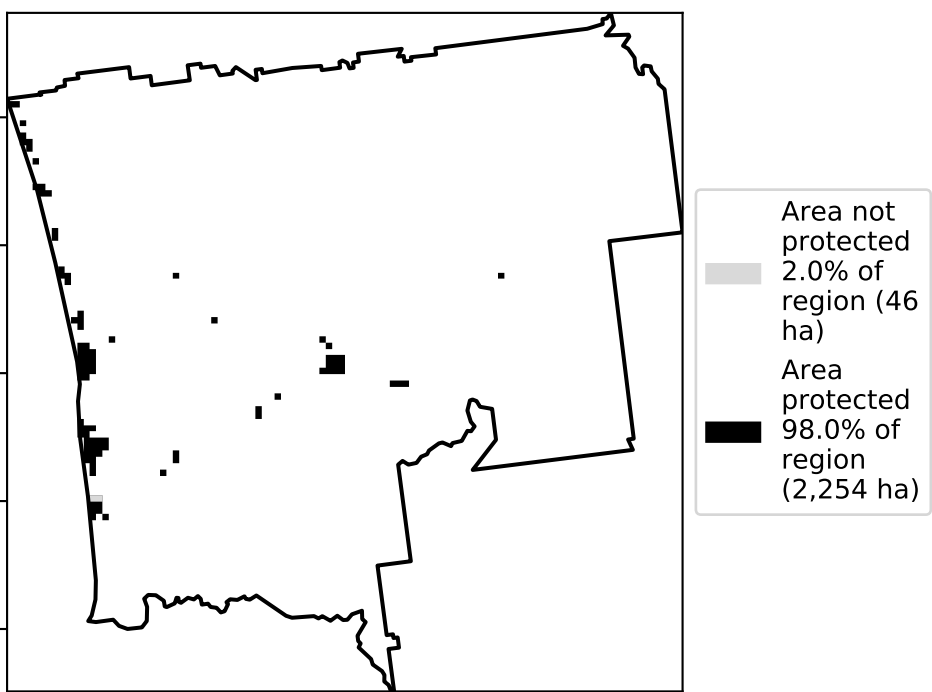 Area not
protected
2.0% of
region (46
ha)
Area
protected
98.0% of
region
(2,254 ha)